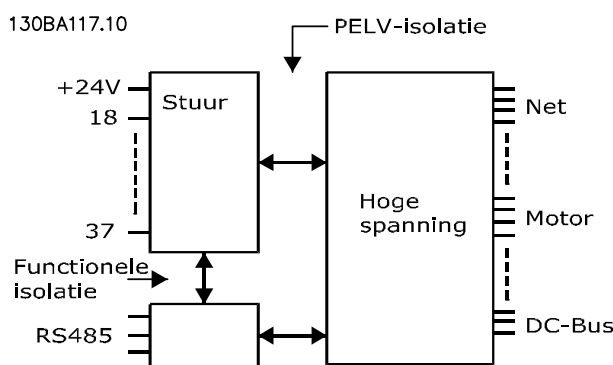 130BA117.10
PELV-isolatie
+24V
18
37
Stuur
Hoge
spanning
Net
Motor
DC-Bus
Functionele
isolatie
RS485